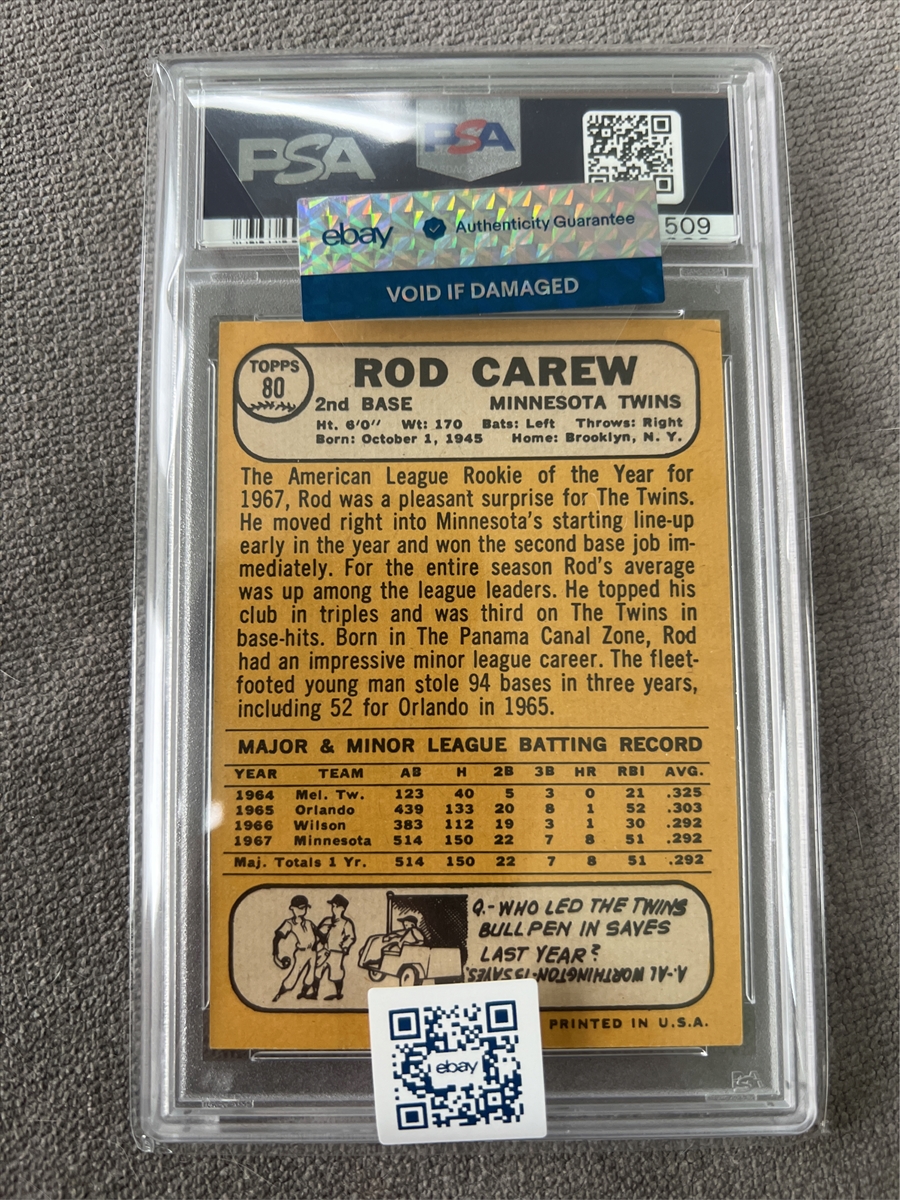 PSA
PSA
ebay Authenticity Guarantee
509
VOID IF DAMAGED
TOPPS
80
ROD CAREW
2nd BASE MINNESOTA TWINS
Ht. 6'0" Wt: 170 Bats: Left Throws: Right
Born: October 1, 1945 Home: Brooklyn, N. Y.
The American League Rookie of the Year for
1967, Rod was a pleasant surprise for The Twins.
He moved right into Minnesota's starting line-up
early in the year and won the second base job im-
mediately. For the entire season Rod's average
was up among the league leaders. He topped his
club in triples and was third on The Twins in
base-hits. Born in The Panama Canal Zone, Rod
had an impressive minor league career. The fleet-
footed young man stole 94 bases in three years,
including 52 for Orlando in 1965.
MAJOR & MINOR LEAGUE BATTING RECORD
YEAR TEAM AB H 2B 3B HR RBI AVG.
1964 Mel. Tw. 123 40 5 3 0 21 .325
1965 Orlando 439 133 20 8 1 52 .303
1966 Wilson 383 112 19 3 1 30 .292
1967 Minnesota 514 150 22 7 8 51 .292
Maj. Totals 1 Yr. 514 150 22 7 8 51 .292
Q.-WHO LED THE TWINS
BULLPEN IN SAVES
LAST YEAR?
A.-AL WORTHINGTON-13 SAVES.
PRINTED IN U.S.A.
ebay